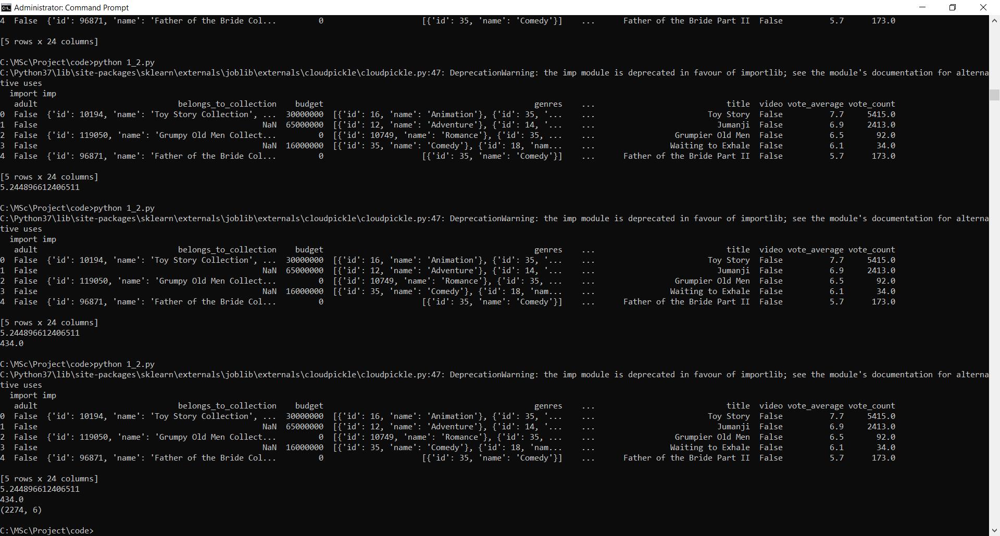 Administrator: Command Prompt
4  False  {'id': 96871, 'name': 'Father of the Bride Col...         0                     [{'id': 35, 'name': 'Comedy'}]    ...      Father of the Bride Part II  False          5.7      173.0
[5 rows x 24 columns]
C:\MSc\Project\code>python 1_2.py
C:\Python37\lib\site-packages\sklearn\externals\joblib\externals\cloudpickle\cloudpickle.py:47: DeprecationWarning: the imp module is deprecated in favour of importlib; see the module's documentation for alterna
tive uses
  import imp
   adult                              belongs_to_collection    budget                                             genres    ...                            title  video vote_average vote_count
0  False  {'id': 10194, 'name': 'Toy Story Collection', ...  30000000  [{'id': 16, 'name': 'Animation'}, {'id': 35, '...    ...                        Toy Story  False          7.7     5415.0
1  False                                                NaN  65000000  [{'id': 12, 'name': 'Adventure'}, {'id': 14, '...    ...                          Jumanji  False          6.9     2413.0
2  False  {'id': 119050, 'name': 'Grumpy Old Men Collect...         0  [{'id': 10749, 'name': 'Romance'}, {'id': 35, ...    ...                 Grumpier Old Men  False          6.5       92.0
3  False                                                NaN  16000000  [{'id': 35, 'name': 'Comedy'}, {'id': 18, 'nam...    ...                Waiting to Exhale  False          6.1       34.0
4  False  {'id': 96871, 'name': 'Father of the Bride Col...         0                     [{'id': 35, 'name': 'Comedy'}]    ...      Father of the Bride Part II  False          5.7      173.0
[5 rows x 24 columns]
5.244896612406511
C:\MSc\Project\code>python 1_2.py
C:\Python37\lib\site-packages\sklearn\externals\joblib\externals\cloudpickle\cloudpickle.py:47: DeprecationWarning: the imp module is deprecated in favour of importlib; see the module's documentation for alterna
tive uses
  import imp
   adult                              belongs_to_collection    budget                                             genres    ...                            title  video vote_average vote_count
0  False  {'id': 10194, 'name': 'Toy Story Collection', ...  30000000  [{'id': 16, 'name': 'Animation'}, {'id': 35, '...    ...                        Toy Story  False          7.7     5415.0
1  False                                                NaN  65000000  [{'id': 12, 'name': 'Adventure'}, {'id': 14, '...    ...                          Jumanji  False          6.9     2413.0
2  False  {'id': 119050, 'name': 'Grumpy Old Men Collect...         0  [{'id': 10749, 'name': 'Romance'}, {'id': 35, ...    ...                 Grumpier Old Men  False          6.5       92.0
3  False                                                NaN  16000000  [{'id': 35, 'name': 'Comedy'}, {'id': 18, 'nam...    ...                Waiting to Exhale  False          6.1       34.0
4  False  {'id': 96871, 'name': 'Father of the Bride Col...         0                     [{'id': 35, 'name': 'Comedy'}]    ...      Father of the Bride Part II  False          5.7      173.0
[5 rows x 24 columns]
5.244896612406511
434.0
C:\MSc\Project\code>python 1_2.py
C:\Python37\lib\site-packages\sklearn\externals\joblib\externals\cloudpickle\cloudpickle.py:47: DeprecationWarning: the imp module is deprecated in favour of importlib; see the module's documentation for alterna
tive uses
  import imp
   adult                              belongs_to_collection    budget                                             genres    ...                            title  video vote_average vote_count
0  False  {'id': 10194, 'name': 'Toy Story Collection', ...  30000000  [{'id': 16, 'name': 'Animation'}, {'id': 35, '...    ...                        Toy Story  False          7.7     5415.0
1  False                                                NaN  65000000  [{'id': 12, 'name': 'Adventure'}, {'id': 14, '...    ...                          Jumanji  False          6.9     2413.0
2  False  {'id': 119050, 'name': 'Grumpy Old Men Collect...         0  [{'id': 10749, 'name': 'Romance'}, {'id': 35, ...    ...                 Grumpier Old Men  False          6.5       92.0
3  False                                                NaN  16000000  [{'id': 35, 'name': 'Comedy'}, {'id': 18, 'nam...    ...                Waiting to Exhale  False          6.1       34.0
4  False  {'id': 96871, 'name': 'Father of the Bride Col...         0                     [{'id': 35, 'name': 'Comedy'}]    ...      Father of the Bride Part II  False          5.7      173.0
[5 rows x 24 columns]
5.244896612406511
434.0
(2274, 6)
C:\MSc\Project\code>